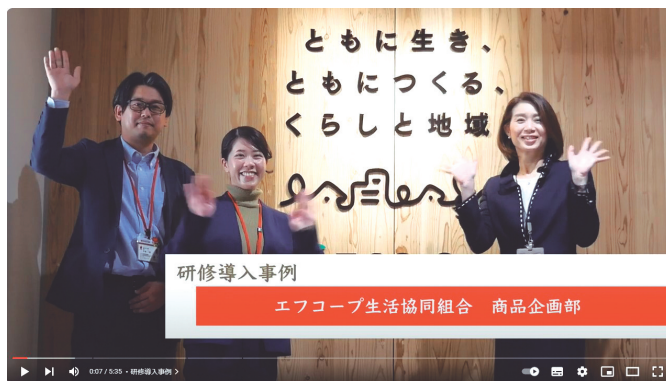 ともに生き、
ともにつくる、
くらしと地域
研修導入事例
エフコープ生活協同組合 商品企画部
0:07 / 5:35 • 研修導入事例